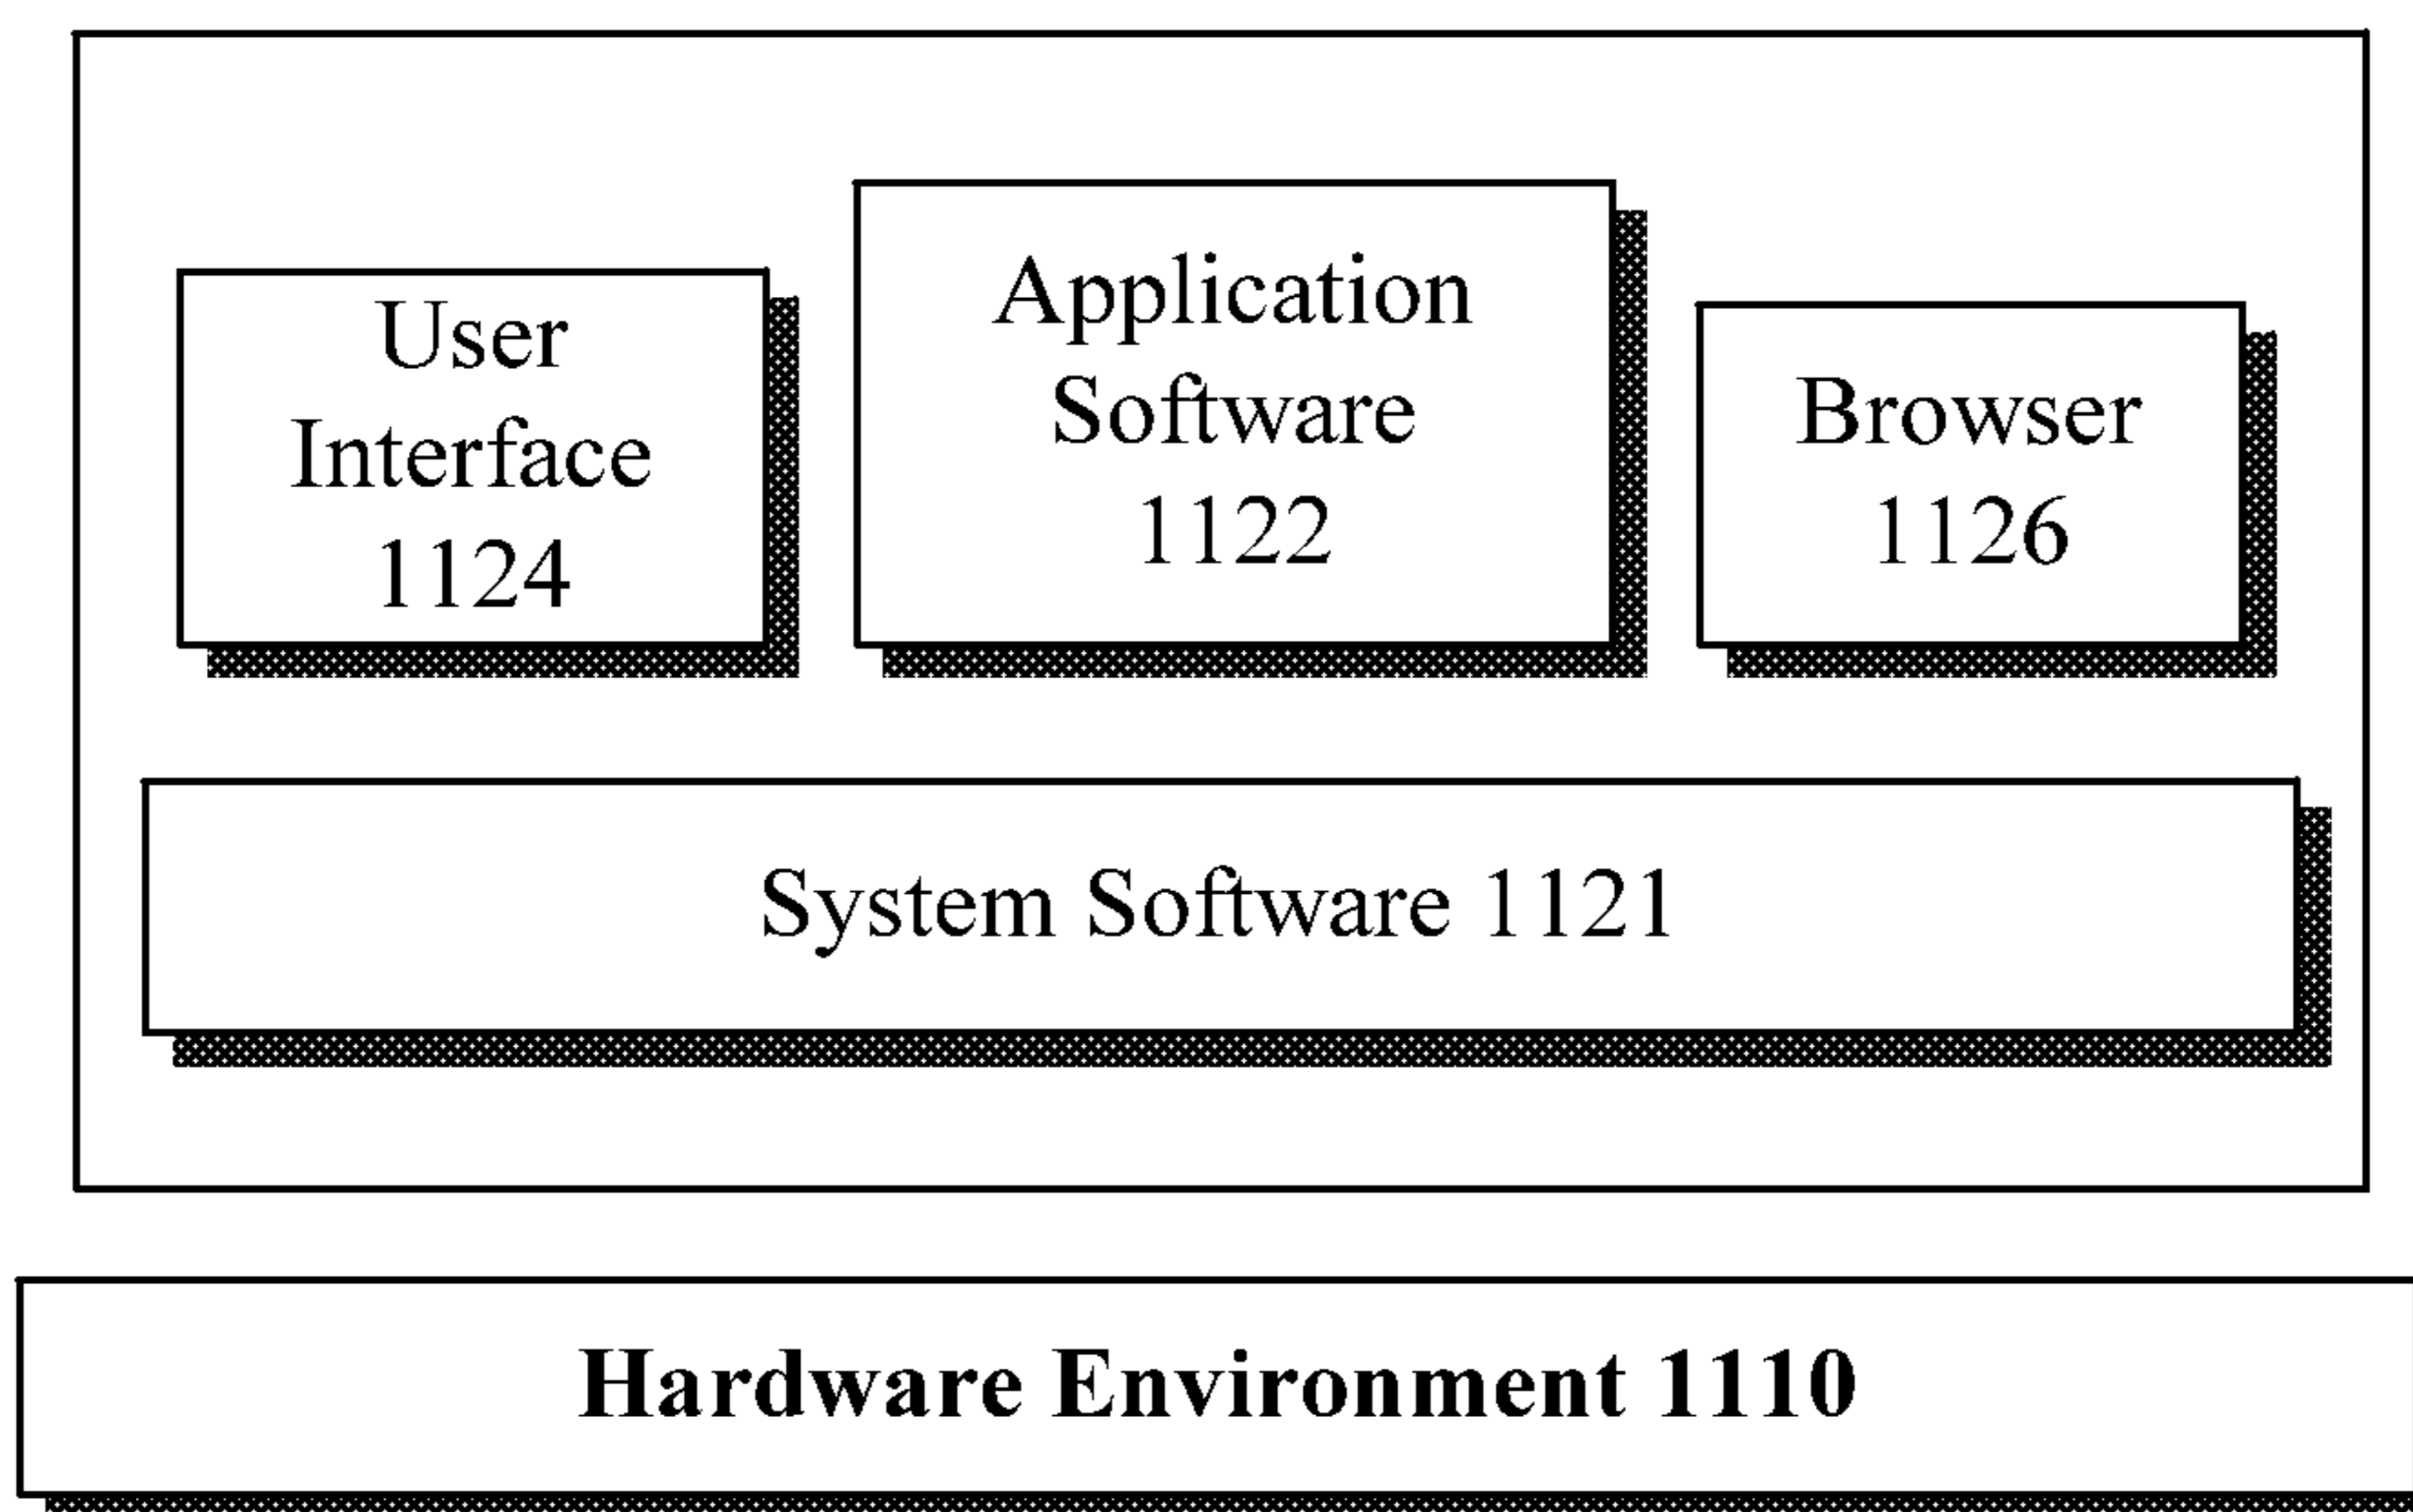 User
Interface
1124
Application
Software
1122
Browser
1126
System Software 1121
Hardware Environment 1110